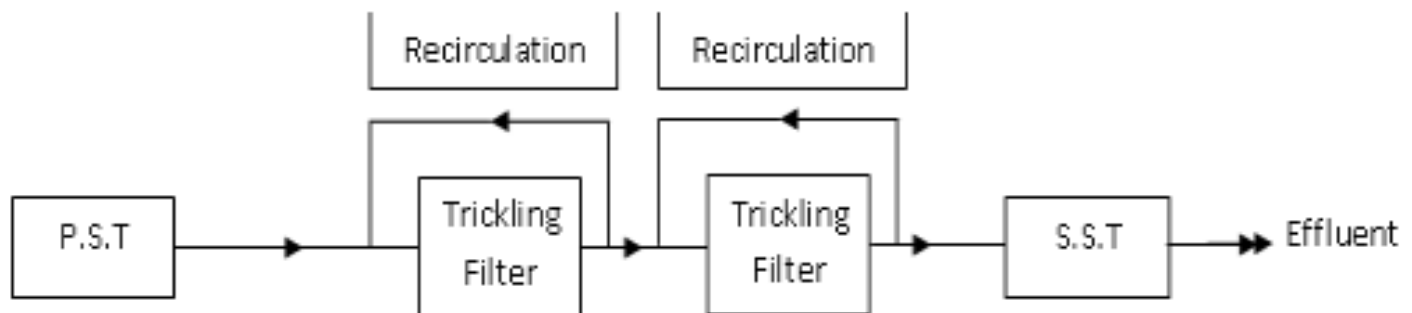 Recirculation
Recirculation
P.S.T
Trickling
Filter
Trickling
Filter
S.S.T
Effluent